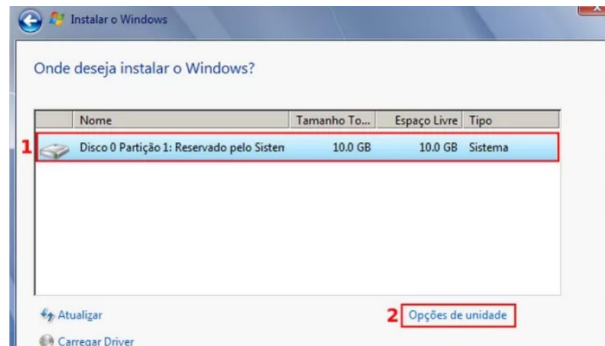 Instalar o Windows
Onde deseja instalar o Windows?
Nome Tamanho To... Espaço Livre Tipo
1 Disco 0 Partição 1: Reservado pelo Sisten 10.0 GB 10.0 GB Sistema
Atualizar 2 Opções de unidade
Carregar Driver